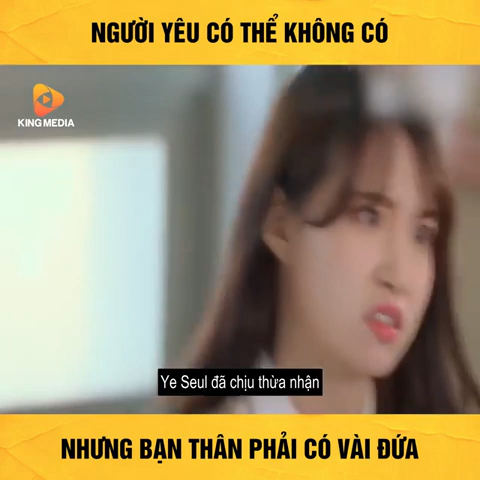 NGƯỜI YÊU CÓ THỂ KHÔNG CÓ
KING MEDIA
Ye Seul đã chịu thừa nhận
NHƯNG BẠN THÂN PHẢI CÓ VÀI ĐỨA